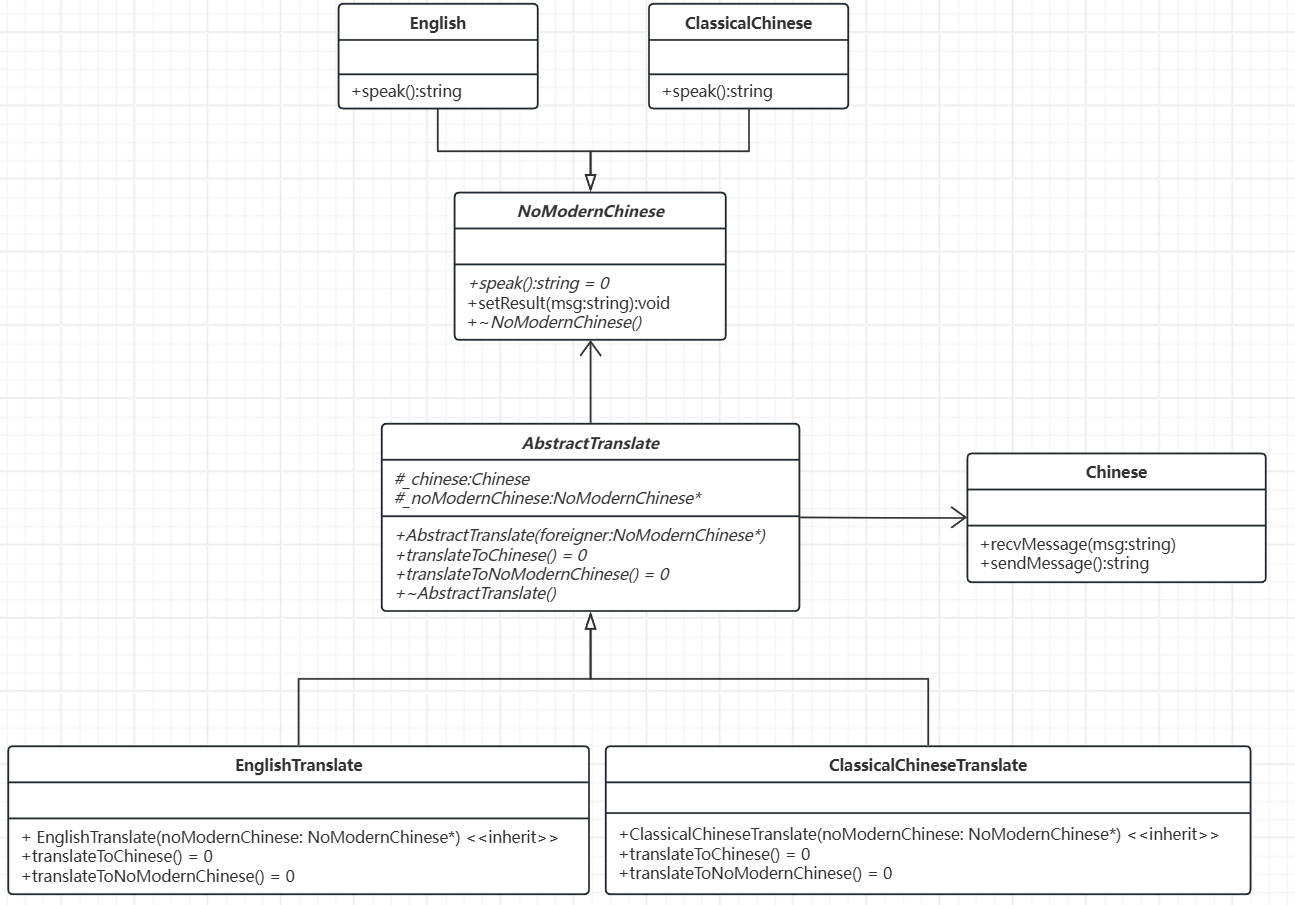 English
+speak():string
ClassicalChinese
+speak():string
NoModernChinese
+speak():string = 0
+setResult(msg:string):void
+~NoModernChinese()
AbstractTranslate
#_chinese:Chinese
#_noModernChinese:NoModernChinese*
+AbstractTranslate(foreigner:NoModernChinese*)
+translateToChinese() = 0
+translateToNoModernChinese() = 0
+~AbstractTranslate()
Chinese
+recvMessage(msg:string)
+sendMessage():string
EnglishTranslate
+ EnglishTranslate(noModernChinese: NoModernChinese*) <<inherit>>
+translateToChinese() = 0
+translateToNoModernChinese() = 0
ClassicalChineseTranslate
+ClassicalChineseTranslate(noModernChinese: NoModernChinese*) <<inherit>>
+translateToChinese() = 0
+translateToNoModernChinese() = 0